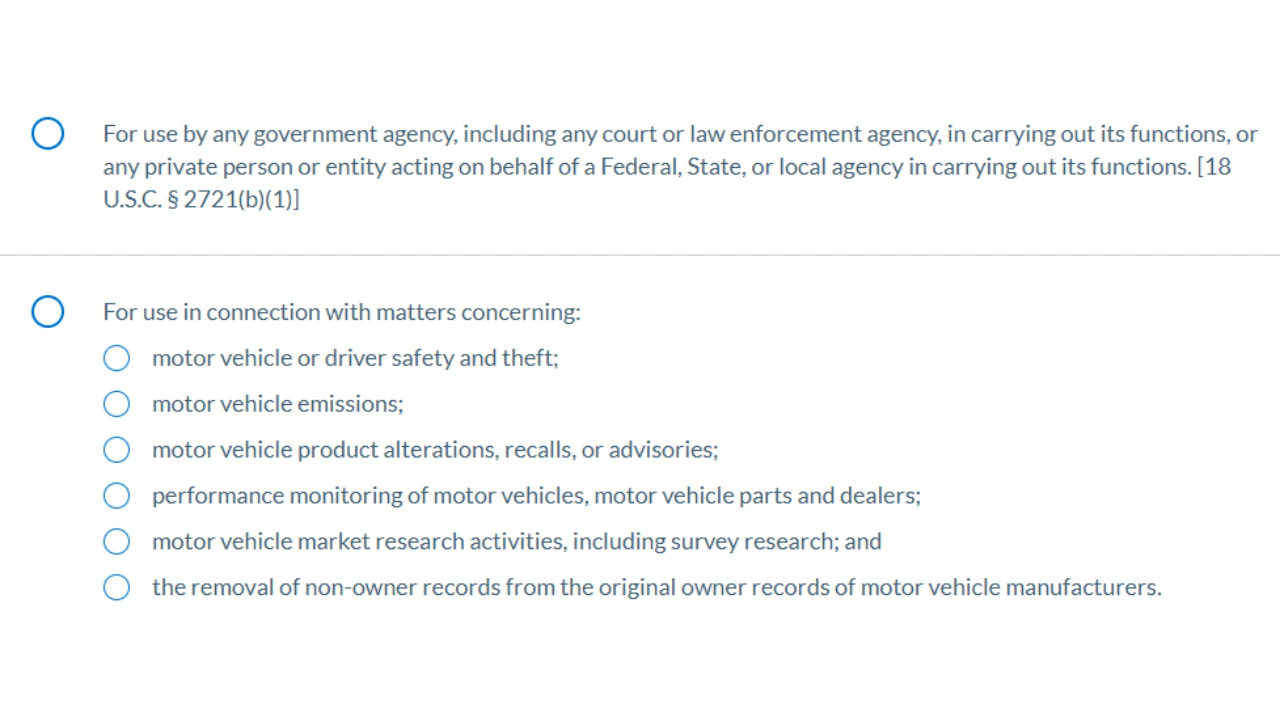 For use by any government agency, including any court or law enforcement agency, in carrying out its functions, or
any private person or entity acting on behalf of a Federal, State, or local agency in carrying out its functions. [18
U.S.C. § 2721(b)(1)]
For use in connection with matters concerning:
motor vehicle or driver safety and theft;
motor vehicle emissions;
motor vehicle product alterations, recalls, or advisories;
performance monitoring of motor vehicles, motor vehicle parts and dealers;
motor vehicle market research activities, including survey research; and
the removal of non-owner records from the original owner records of motor vehicle manufacturers.